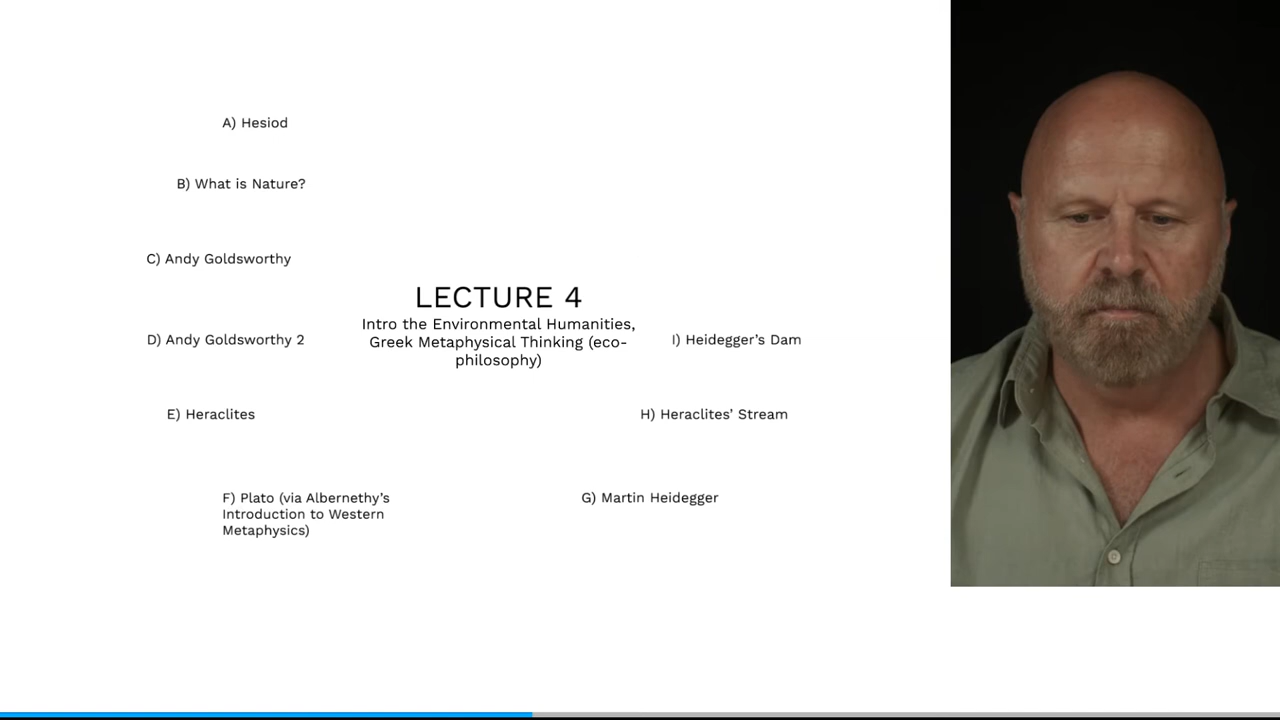 A) Hesiod
B) What is Nature?
C) Andy Goldsworthy
LECTURE 4
Intro the Environmental Humanities,
Greek Metaphysical Thinking (eco-
philosophy)
D) Andy Goldsworthy 2
I) Heidegger's Dam
E) Heraclites
H) Heraclites' Stream
F) Plato (via Albernethy's
Introduction to Western
Metaphysics)
G) Martin Heidegger